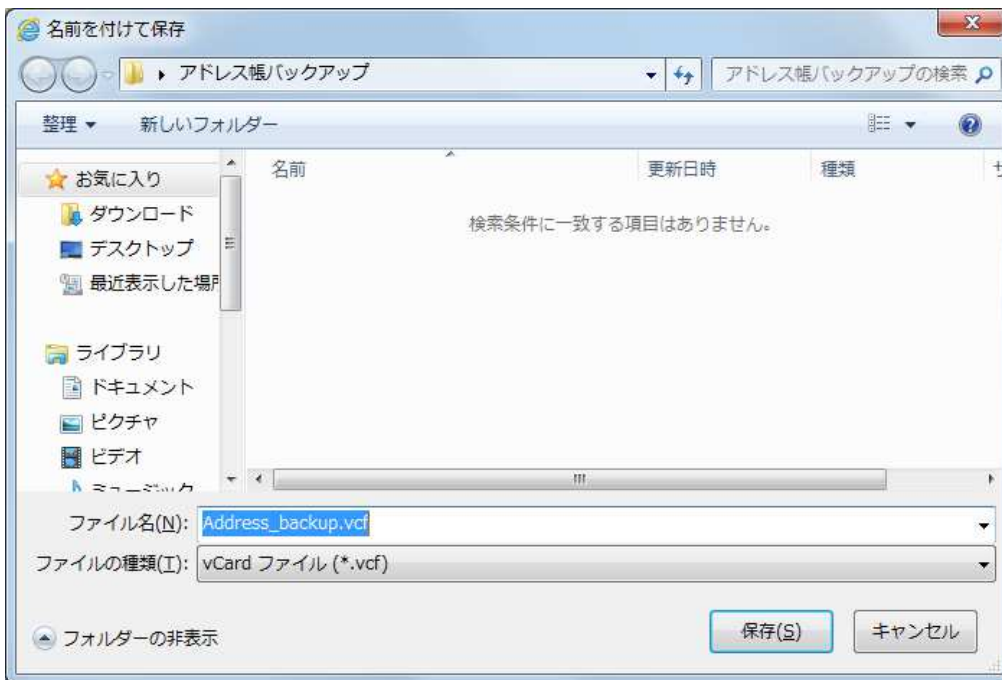 名前を付けて保存
アドレス帳バックアップ
アドレス帳バックアップの検索
整理
新しいフォルダー
お気に入り
ダウンロード
デスクトップ
最近表示した場所
ライブラリ
ドキュメント
ピクチャ
ビデオ
ミュージック
名前 更新日時 種類
検索条件に一致する項目はありません。
ファイル名(N): Address_backup.vcf
ファイルの種類(T): vCard ファイル (*.vcf)
フォルダーの非表示
保存(S)
キャンセル